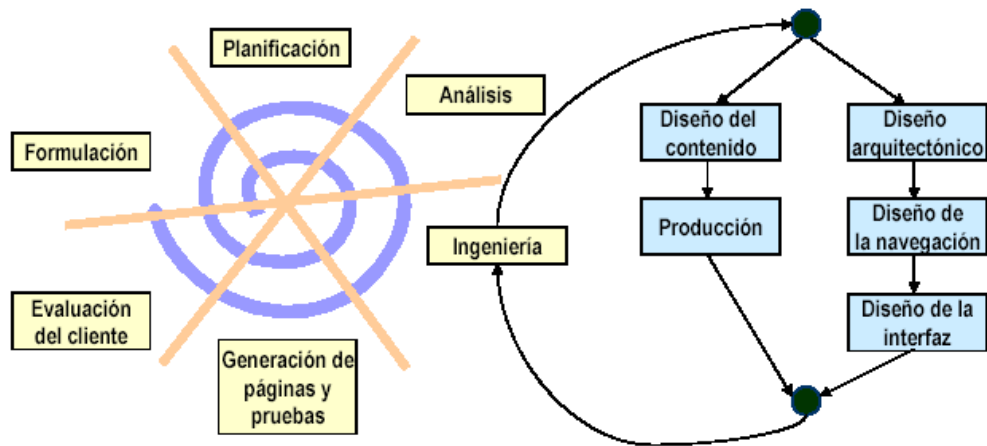 Planificación
Análisis
Formulación
Ingeniería
Evaluación
del cliente
Generación de
páginas y
pruebas
Diseño del
contenido
Producción
Diseño
arquitectónico
Diseño de
la navegación
Diseño de la
interfaz